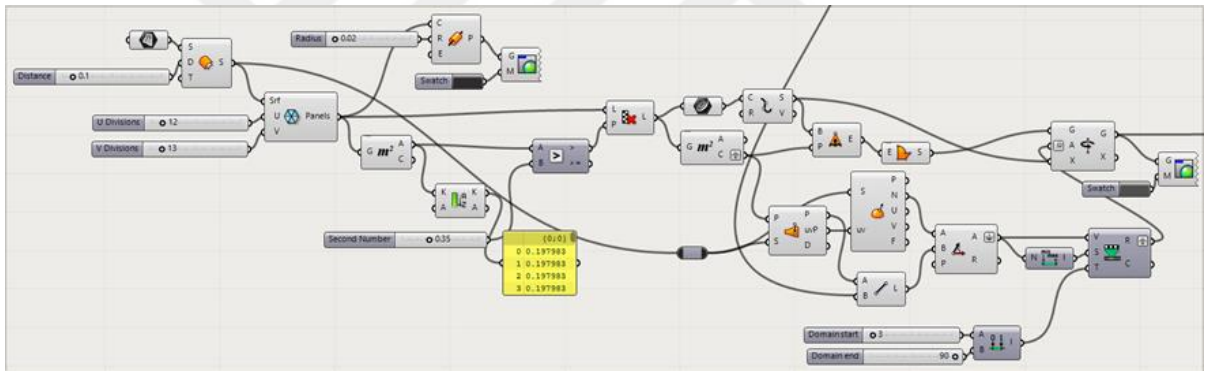 C
Radius 0.02 R P
E
S
D S
T
G
M
Swatch
Distance 0.1
Srf
U Panels
V
U Divisions 12
V Divisions 13
L L
P
C S
R V
G m² A
C
A >
B >=
G m² A
C
B E
P
E S
G G
A
X X
G
M
Swatch
K K
A A
A
Z
P
S N
U
uv V
F
P P
S uvP
D
A A
B
P R
N I
V R
S
T C
Second Number 0.35
{0;0}
0 0.197983
1 0.197983
2 0.197983
3 0.197983
A L
B
Domain start 3
A I
B
Domain end 90